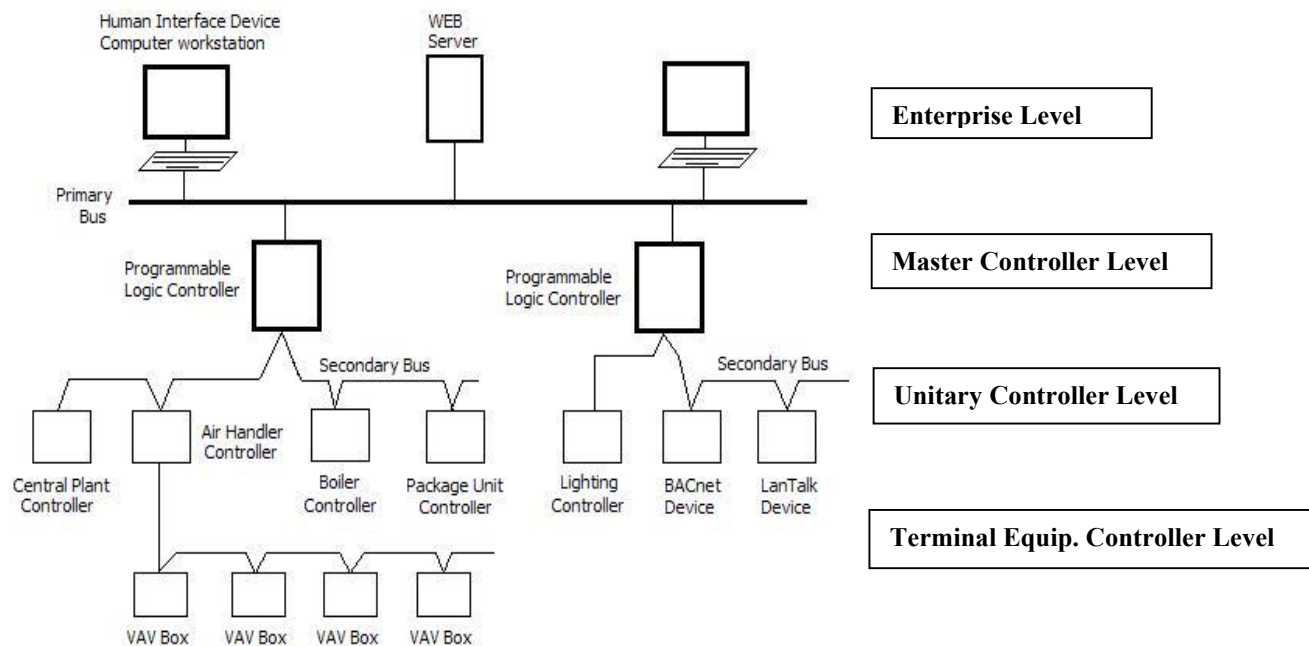 Human Interface Device
Computer workstation
WEB
Server
Enterprise Level
Primary
Bus
Programmable
Logic Controller
Programmable
Logic Controller
Master Controller Level
Secondary Bus
Secondary Bus
Unitary Controller Level
Air Handler
Controller
Central Plant
Controller
Boiler
Controller
Package Unit
Controller
Lighting
Controller
BACnet
Device
LanTalk
Device
Terminal Equip. Controller Level
VAV Box
VAV Box
VAV Box
VAV Box